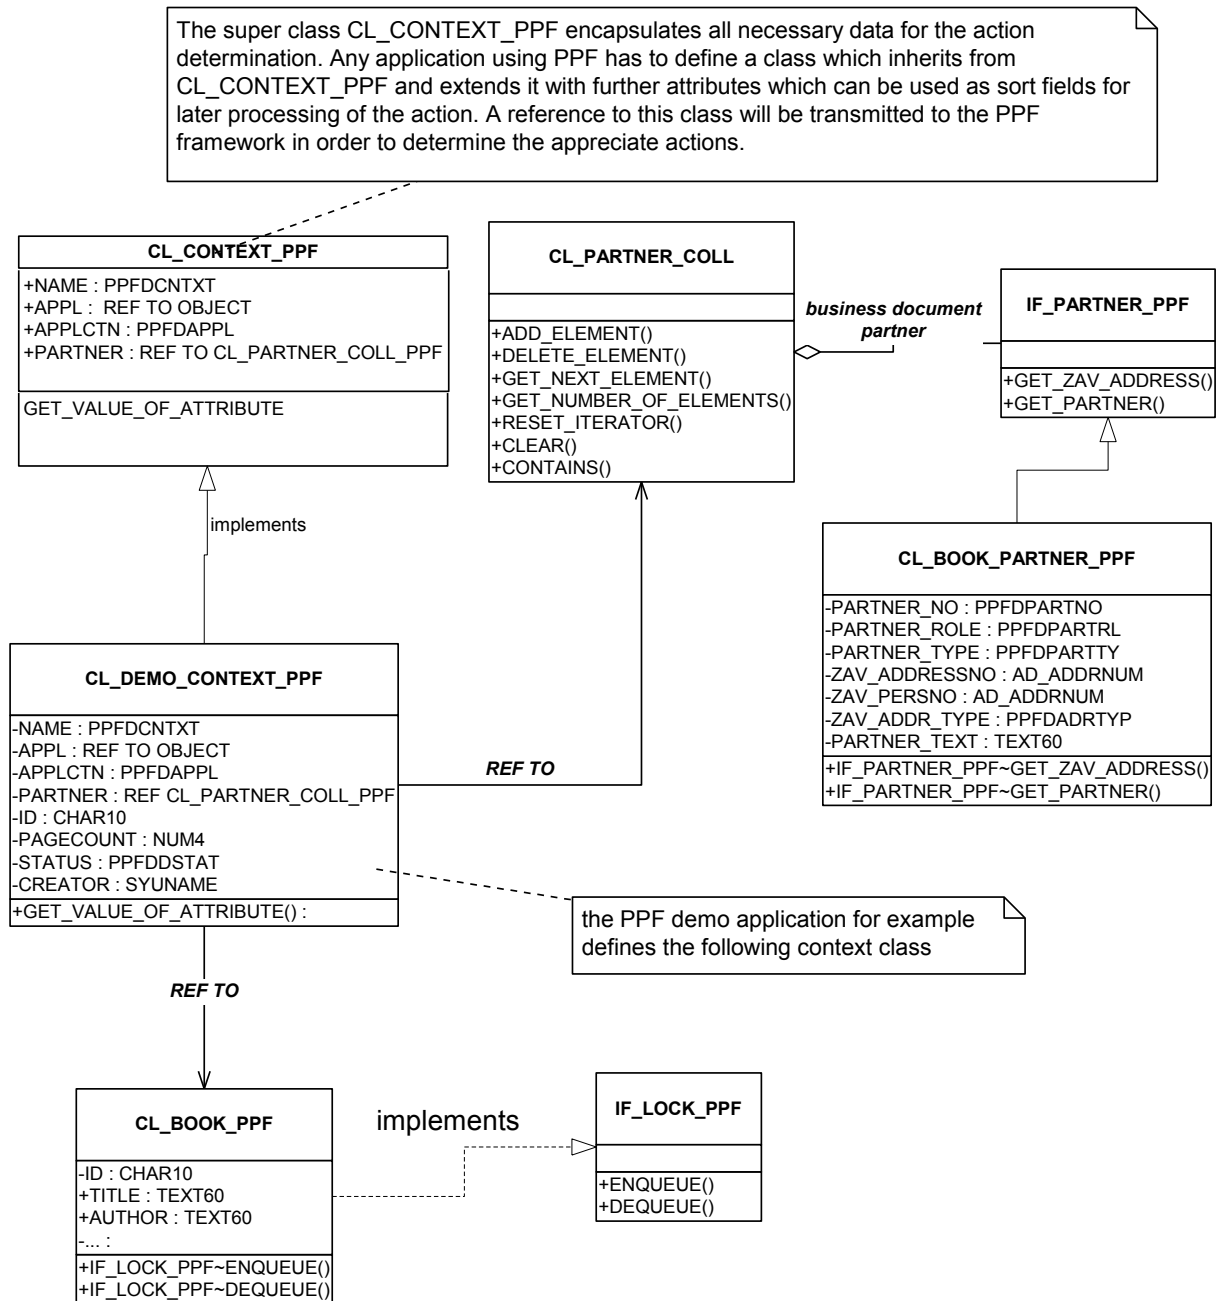 The super class CL_CONTEXT_PPF encapsulates all necessary data for the action
determination. Any application using PPF has to define a class which inherits from
CL_CONTEXT_PPF and extends it with further attributes which can be used as sort fields for
later processing of the action. A reference to this class will be transmitted to the PPF
framework in order to determine the appreciate actions.
CL_CONTEXT_PPF
+NAME : PPFDCNTXT
+APPL :  REF TO OBJECT
+APPLCTN : PPFDAPPL
+PARTNER : REF TO CL_PARTNER_COLL_PPF
GET_VALUE_OF_ATTRIBUTE
CL_PARTNER_COLL
+ADD_ELEMENT()
+DELETE_ELEMENT()
+GET_NEXT_ELEMENT()
+GET_NUMBER_OF_ELEMENTS()
+RESET_ITERATOR()
+CLEAR()
+CONTAINS()
business document
partner
IF_PARTNER_PPF
+GET_ZAV_ADDRESS()
+GET_PARTNER()
implements
CL_BOOK_PARTNER_PPF
-PARTNER_NO : PPFDPARTNO
-PARTNER_ROLE : PPFDPARTRL
-PARTNER_TYPE : PPFDPARTTY
-ZAV_ADDRESSNO : AD_ADDRNUM
-ZAV_PERSNO : AD_ADDRNUM
-ZAV_ADDR_TYPE : PPFDADRTYP
-PARTNER_TEXT : TEXT60
+IF_PARTNER_PPF~GET_ZAV_ADDRESS()
+IF_PARTNER_PPF~GET_PARTNER()
CL_DEMO_CONTEXT_PPF
-NAME : PPFDCNTXT
-APPL : REF TO OBJECT
-APPLCTN : PPFDAPPL
-PARTNER : REF CL_PARTNER_COLL_PPF
-ID : CHAR10
-PAGECOUNT : NUM4
-STATUS : PPFDDSTAT
-CREATOR : SYUNAME
+GET_VALUE_OF_ATTRIBUTE() :
REF TO
the PPF demo application for example
defines the following context class
REF TO
CL_BOOK_PPF
-ID : CHAR10
+TITLE : TEXT60
+AUTHOR : TEXT60
-... :
+IF_LOCK_PPF~ENQUEUE()
+IF_LOCK_PPF~DEQUEUE()
implements
IF_LOCK_PPF
+ENQUEUE()
+DEQUEUE()